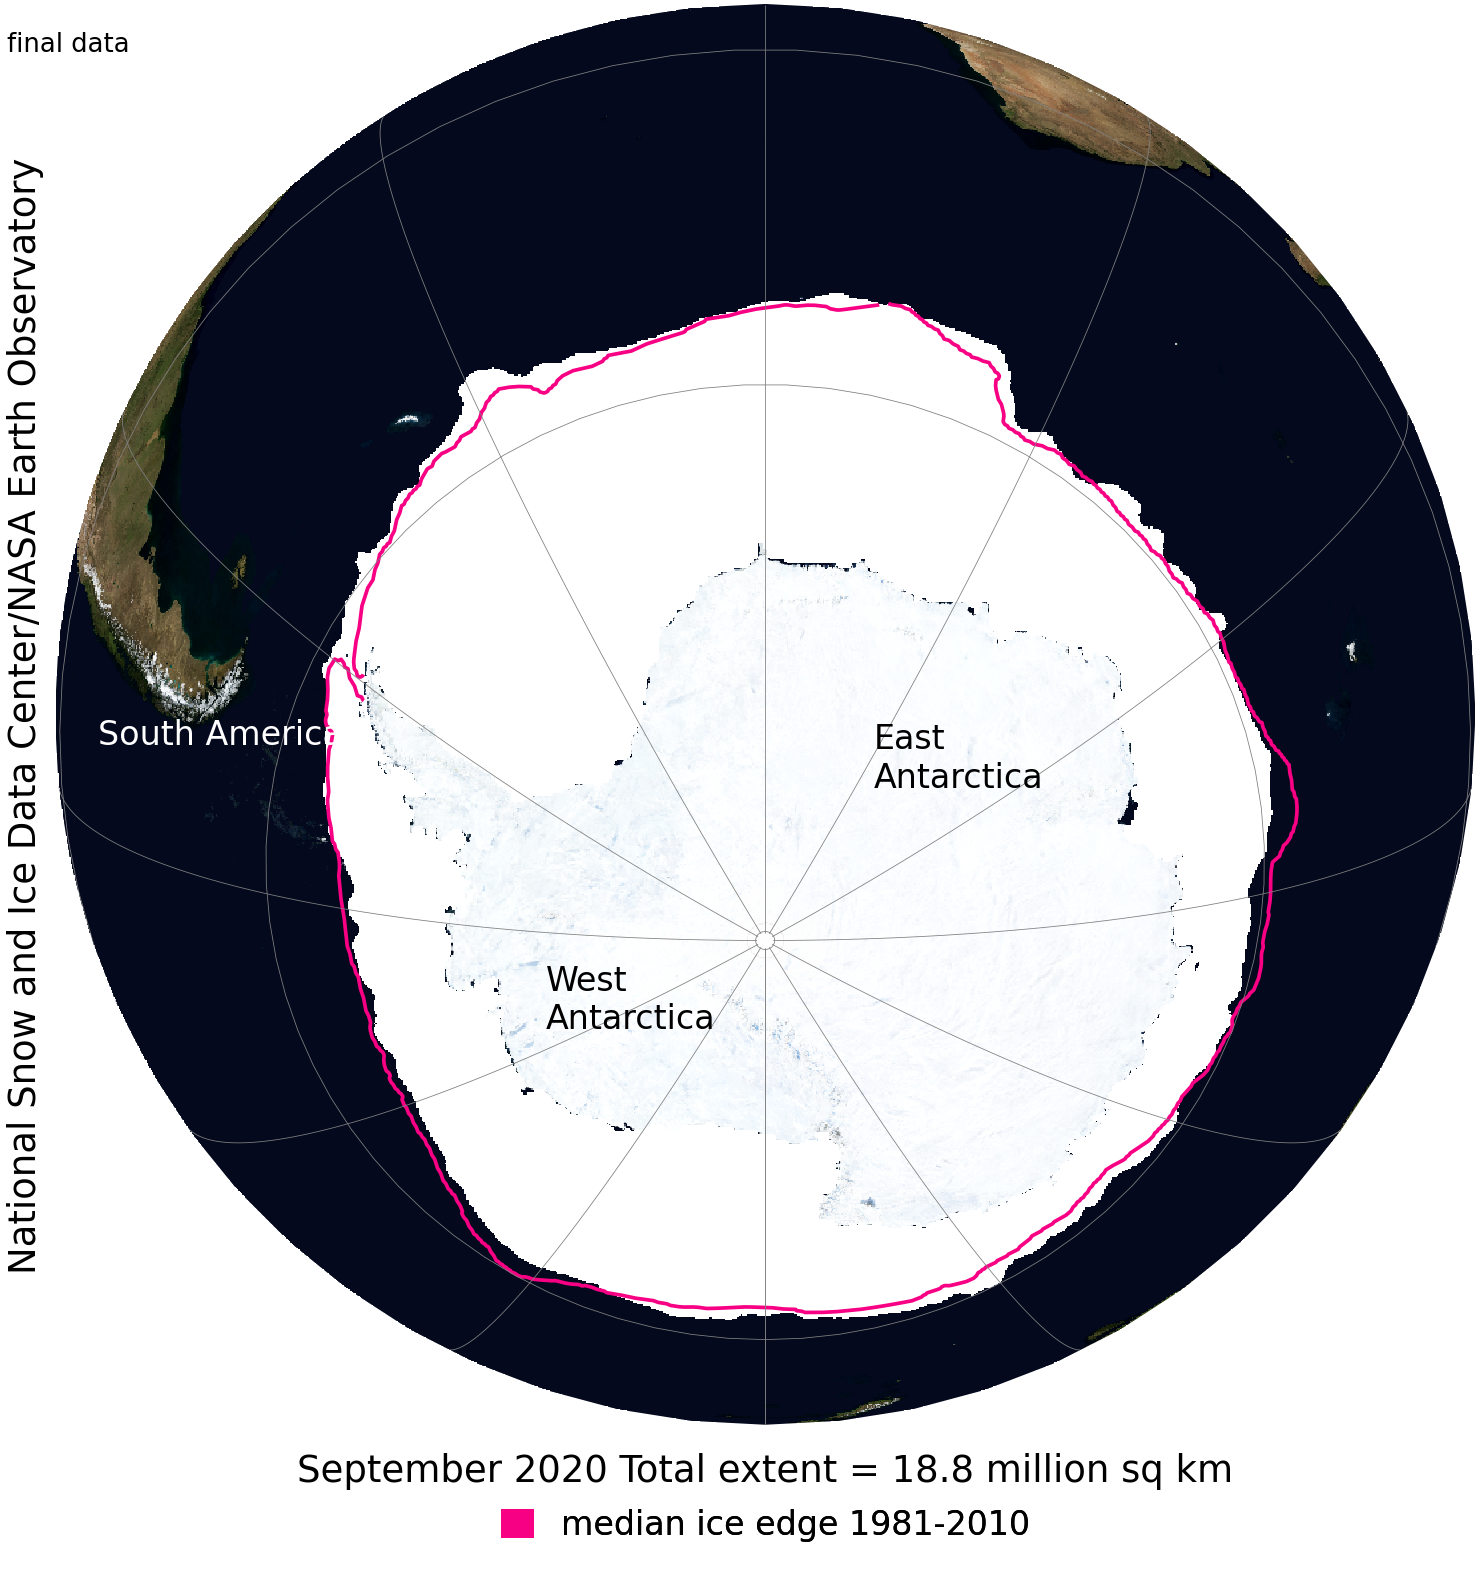 final data
National Snow and Ice Data Center/NASA Earth Observatory
South America
East
Antarctica
West
Antarctica
September 2020 Total extent = 18.8 million sq km
median ice edge 1981-2010